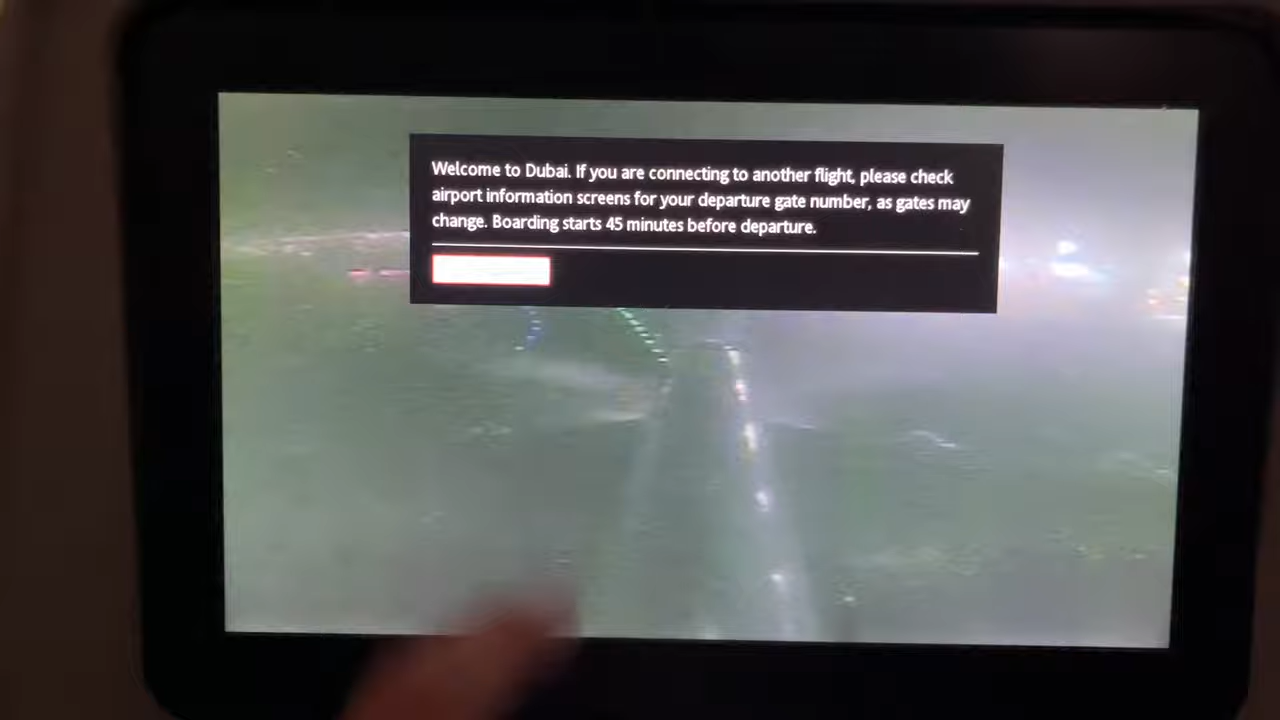 Welcome to Dubai. If you are connecting to another flight, please check
airport information screens for your departure gate number, as gates may
change. Boarding starts 45 minutes before departure.